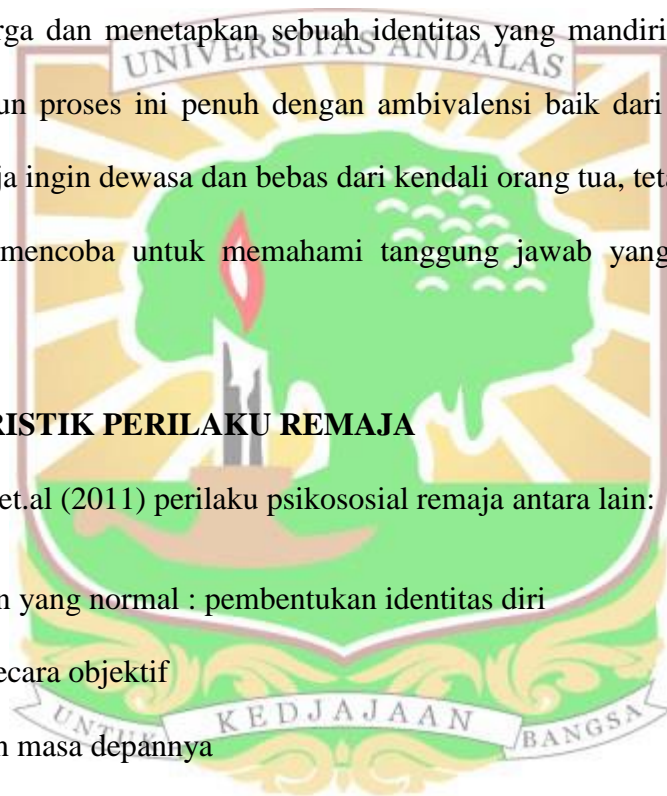 rga dan menetapkan sebuah identitas yang mandiri
UNIVERSITAS ANDALAS
un proses ini penuh dengan ambivalensi baik dari
ja ingin dewasa dan bebas dari kendali orang tua, teta
mencoba untuk memahami tanggung jawab yang
RISTIK PERILAKU REMAJA
et.al (2011) perilaku psikososial remaja antara lain:
n yang normal : pembentukan identitas diri
ecara objektif
UNTUK KEDJAJAAN BANGSA
n masa depannya